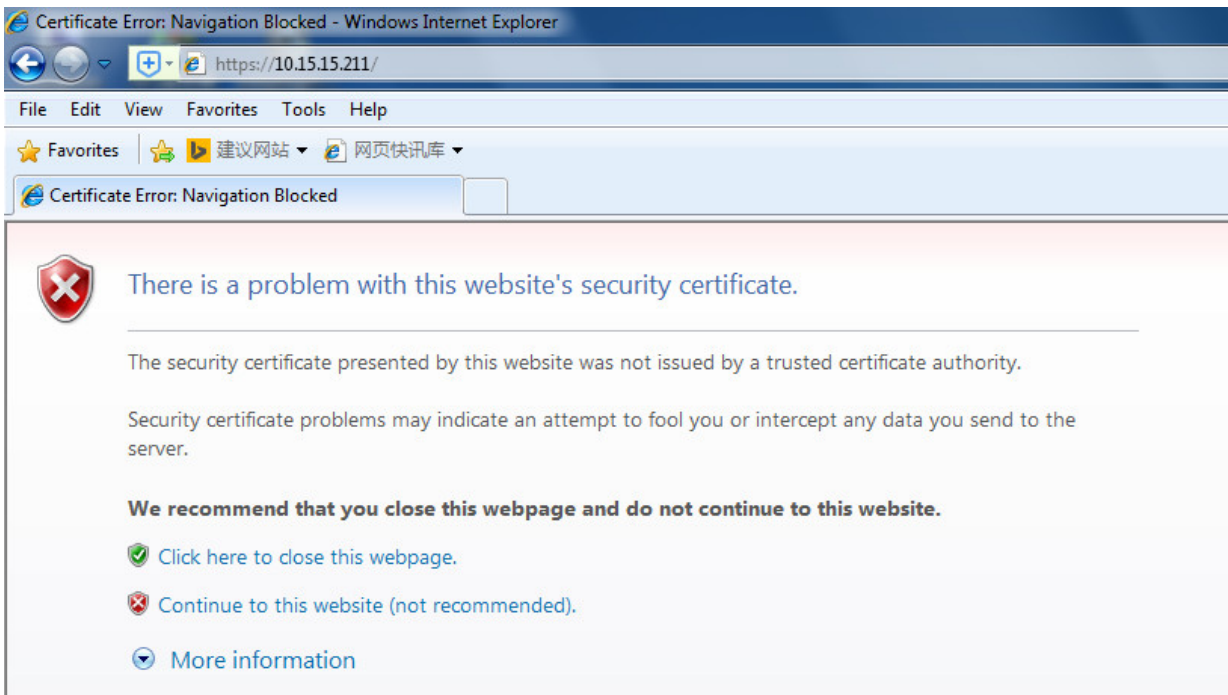 Certificate Error: Navigation Blocked - Windows Internet Explorer
https://10.15.15.211/
File Edit View Favorites Tools Help
Favorites 建议网站 网页快讯库
Certificate Error: Navigation Blocked
There is a problem with this website's security certificate.
The security certificate presented by this website was not issued by a trusted certificate authority.
Security certificate problems may indicate an attempt to fool you or intercept any data you send to the
server.
We recommend that you close this webpage and do not continue to this website.
Click here to close this webpage.
Continue to this website (not recommended).
More information